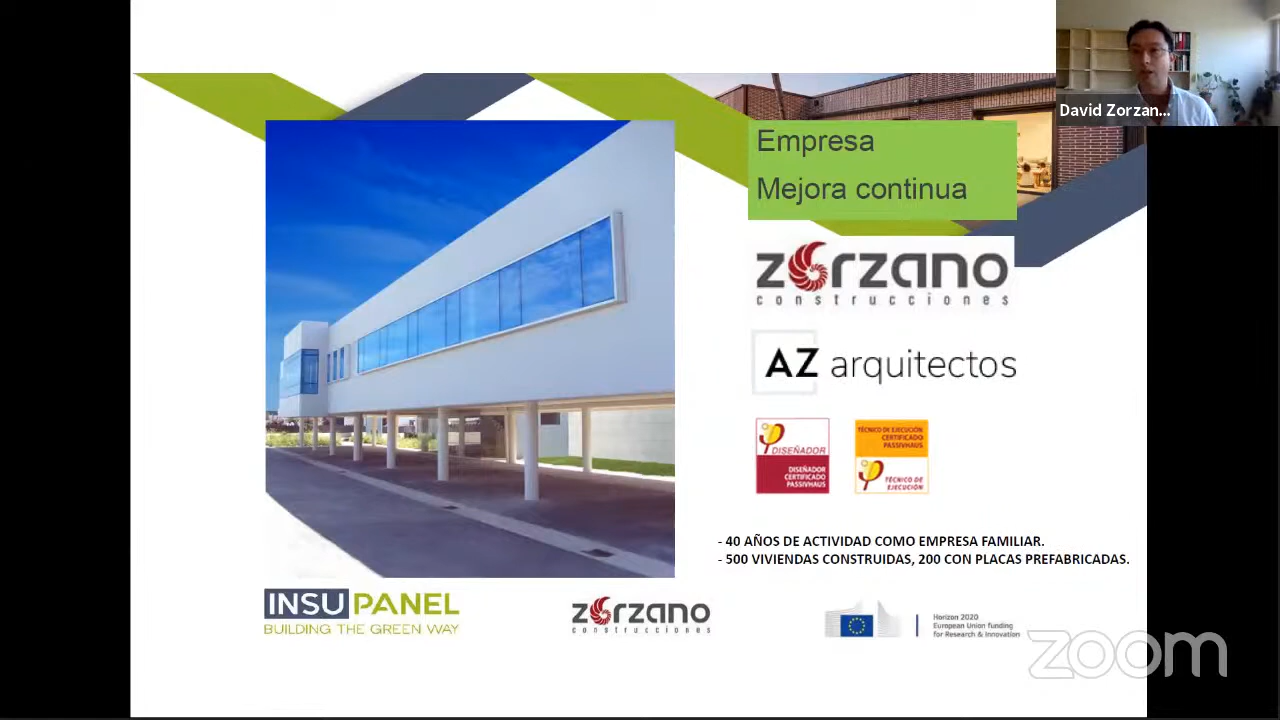 David Zorzan...
Empresa
Mejora continua
zorzano
construcciones
AZ arquitectos
DISEÑADOR
DISEÑADOR
CERTIFICADO
PASSIVHAUS
TÉCNICO DE EJECUCIÓN
CERTIFICADO
PASSIVHAUS
TÉCNICO DE
EJECUCIÓN
- 40 AÑOS DE ACTIVIDAD COMO EMPRESA FAMILIAR.
- 500 VIVIENDAS CONSTRUIDAS, 200 CON PLACAS PREFABRICADAS.
INSUPANEL
BUILDING THE GREEN WAY
zorzano
construcciones
Horizon 2020
European Union funding
for Research & Innovation
zoom